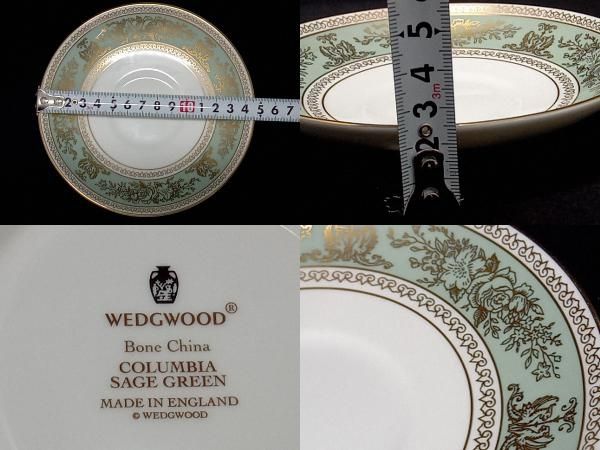 2 3 4 5 6 7 8 9 10 1 2 3 4 5 6 7
5
4
3m
3
2
WEDGWOOD®
Bone China
COLUMBIA
SAGE GREEN
MADE IN ENGLAND
© WEDGWOOD